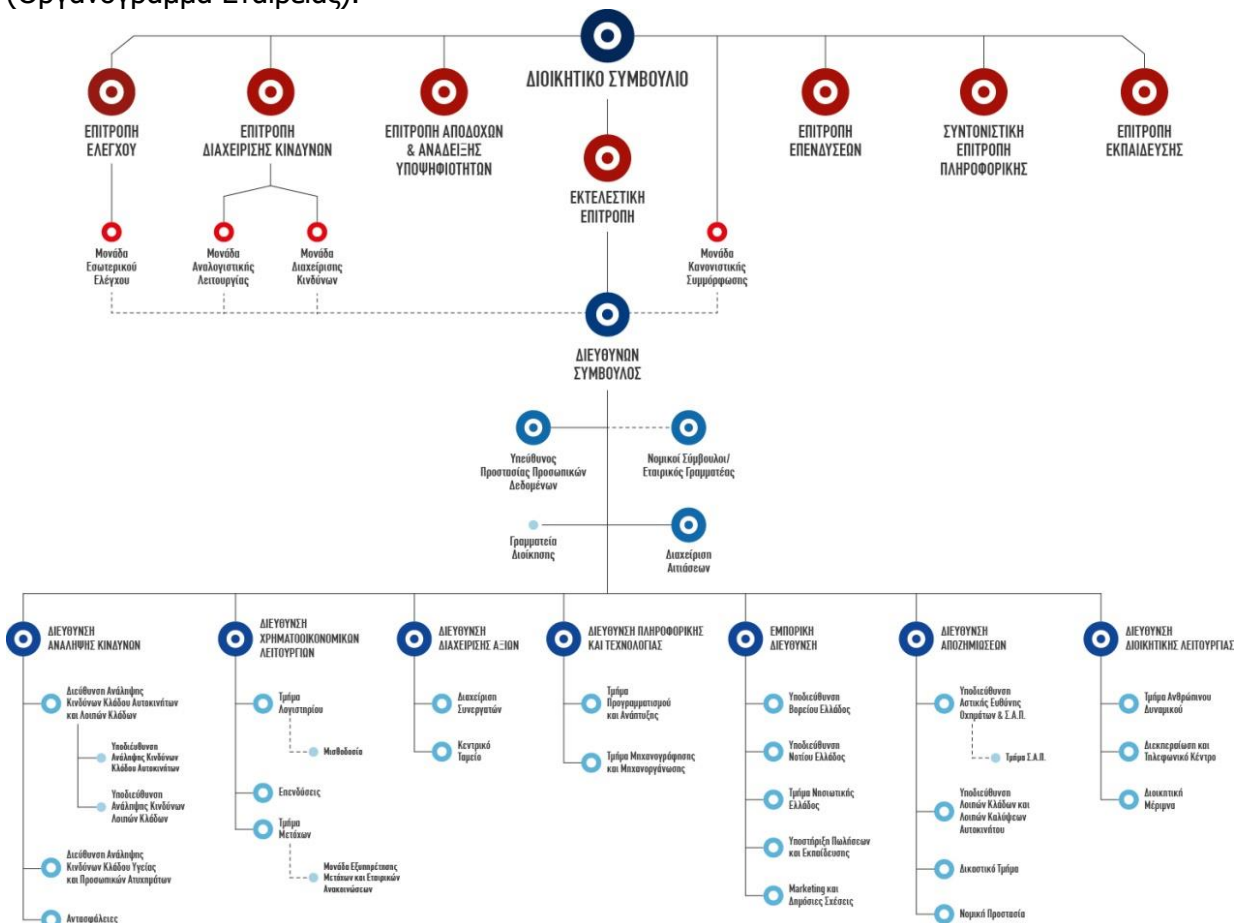 (Οργανόγραμμα Εταιρείας).
ΔΙΟΙΚΗΤΙΚΟ ΣΥΜΒΟΥΛΙΟ
ΕΠΙΤΡΟΠΗ
ΕΛΕΓΧΟΥ
ΕΠΙΤΡΟΠΗ
ΔΙΑΧΕΙΡΙΣΗΣ ΚΙΝΔΥΝΩΝ
ΕΠΙΤΡΟΠΗ ΑΠΟΔΟΧΩΝ
& ΑΝΑΔΕΙΞΗΣ
ΥΠΟΨΗΦΙΟΤΗΤΩΝ
ΕΚΤΕΛΕΣΤΙΚΗ
ΕΠΙΤΡΟΠΗ
ΕΠΙΤΡΟΠΗ
ΕΠΕΝΔΥΣΕΩΝ
ΣΥΝΤΟΝΙΣΤΙΚΗ
ΕΠΙΤΡΟΠΗ
ΠΛΗΡΟΦΟΡΙΚΗΣ
ΕΠΙΤΡΟΠΗ
ΕΚΠΑΙΔΕΥΣΗΣ
Μονάδα
Εσωτερικού
Ελέγχου
Μονάδα
Αναλογιστικής
Λειτουργίας
Μονάδα
Διαχείρισης
Κινδύνων
Μονάδα
Κανονιστικής
Συμμόρφωσης
ΔΙΕΥΘΥΝΩΝ
ΣΥΜΒΟΥΛΟΣ
Υπεύθυνος
Προστασίας Προσωπικών
Δεδομένων
Νομικοί Σύμβουλοι/
Εταιρικός Γραμματέας
Γραμματεία
Διοίκησης
Διαχείριση
Αιτιάσεων
ΔΙΕΥΘΥΝΣΗ
ΑΝΑΛΗΨΗΣ ΚΙΝΔΥΝΩΝ
Διεύθυνση Ανάληψης
Κινδύνων Κλάδου Αυτοκινήτων
και Λοιπών Κλάδων
Υποδιεύθυνση
Ανάληψης Κινδύνων
Κλάδου Αυτοκινήτων
Υποδιεύθυνση
Ανάληψης Κινδύνων
Λοιπών Κλάδων
Διεύθυνση Ανάληψης
Κινδύνων Κλάδου Υγείας
και Προσωπικών Ατυχημάτων
Αντασφάλειες
ΔΙΕΥΘΥΝΣΗ
ΧΡΗΜΑΤΟΟΙΚΟΝΟΜΙΚΩΝ
ΛΕΙΤΟΥΡΓΙΩΝ
Τμήμα
Λογιστηρίου
Μισθοδοσία
Επενδύσεις
Τμήμα
Μετόχων
Μονάδα Εξυπηρέτησης
Μετόχων και Εταιρικών
Ανακοινώσεων
ΔΙΕΥΘΥΝΣΗ
ΔΙΑΧΕΙΡΙΣΗΣ ΑΞΙΩΝ
Διαχείριση
Συνεργατών
Κεντρικό
Ταμείο
ΔΙΕΥΘΥΝΣΗ ΠΛΗΡΟΦΟΡΙΚΗΣ
ΚΑΙ ΤΕΧΝΟΛΟΓΙΑΣ
Τμήμα
Προγραμματισμού
και Ανάπτυξης
Τμήμα Μηχανογράφησης
και Μηχανοργάνωσης
ΕΜΠΟΡΙΚΗ
ΔΙΕΥΘΥΝΣΗ
Υποδιεύθυνση
Βορείου Ελλάδος
Υποδιεύθυνση
Νοτίου Ελλάδος
Τμήμα Νησιωτικής
Ελλάδος
Υποστήριξη Πωλήσεων
και Εκπαίδευσης
Marketing και
Δημόσιες Σχέσεις
ΔΙΕΥΘΥΝΣΗ
ΑΠΟΖΗΜΙΩΣΕΩΝ
Υποδιεύθυνση
Αστικής Ευθύνης
Οχημάτων & Σ.Α.Π.
Τμήμα Σ.Α.Π.
Υποδιεύθυνση
Λοιπών Κλάδων και
Λοιπών Καλύψεων
Αυτοκινήτου
Δικαστικό Τμήμα
Νομική Προστασία
ΔΙΕΥΘΥΝΣΗ
ΔΙΟΙΚΗΤΙΚΗΣ ΛΕΙΤΟΥΡΓΙΑΣ
Τμήμα Ανθρώπινου
Δυναμικού
Διεκπεραίωση και
Τηλεφωνικό Κέντρο
Διοικητική
Μέριμνα